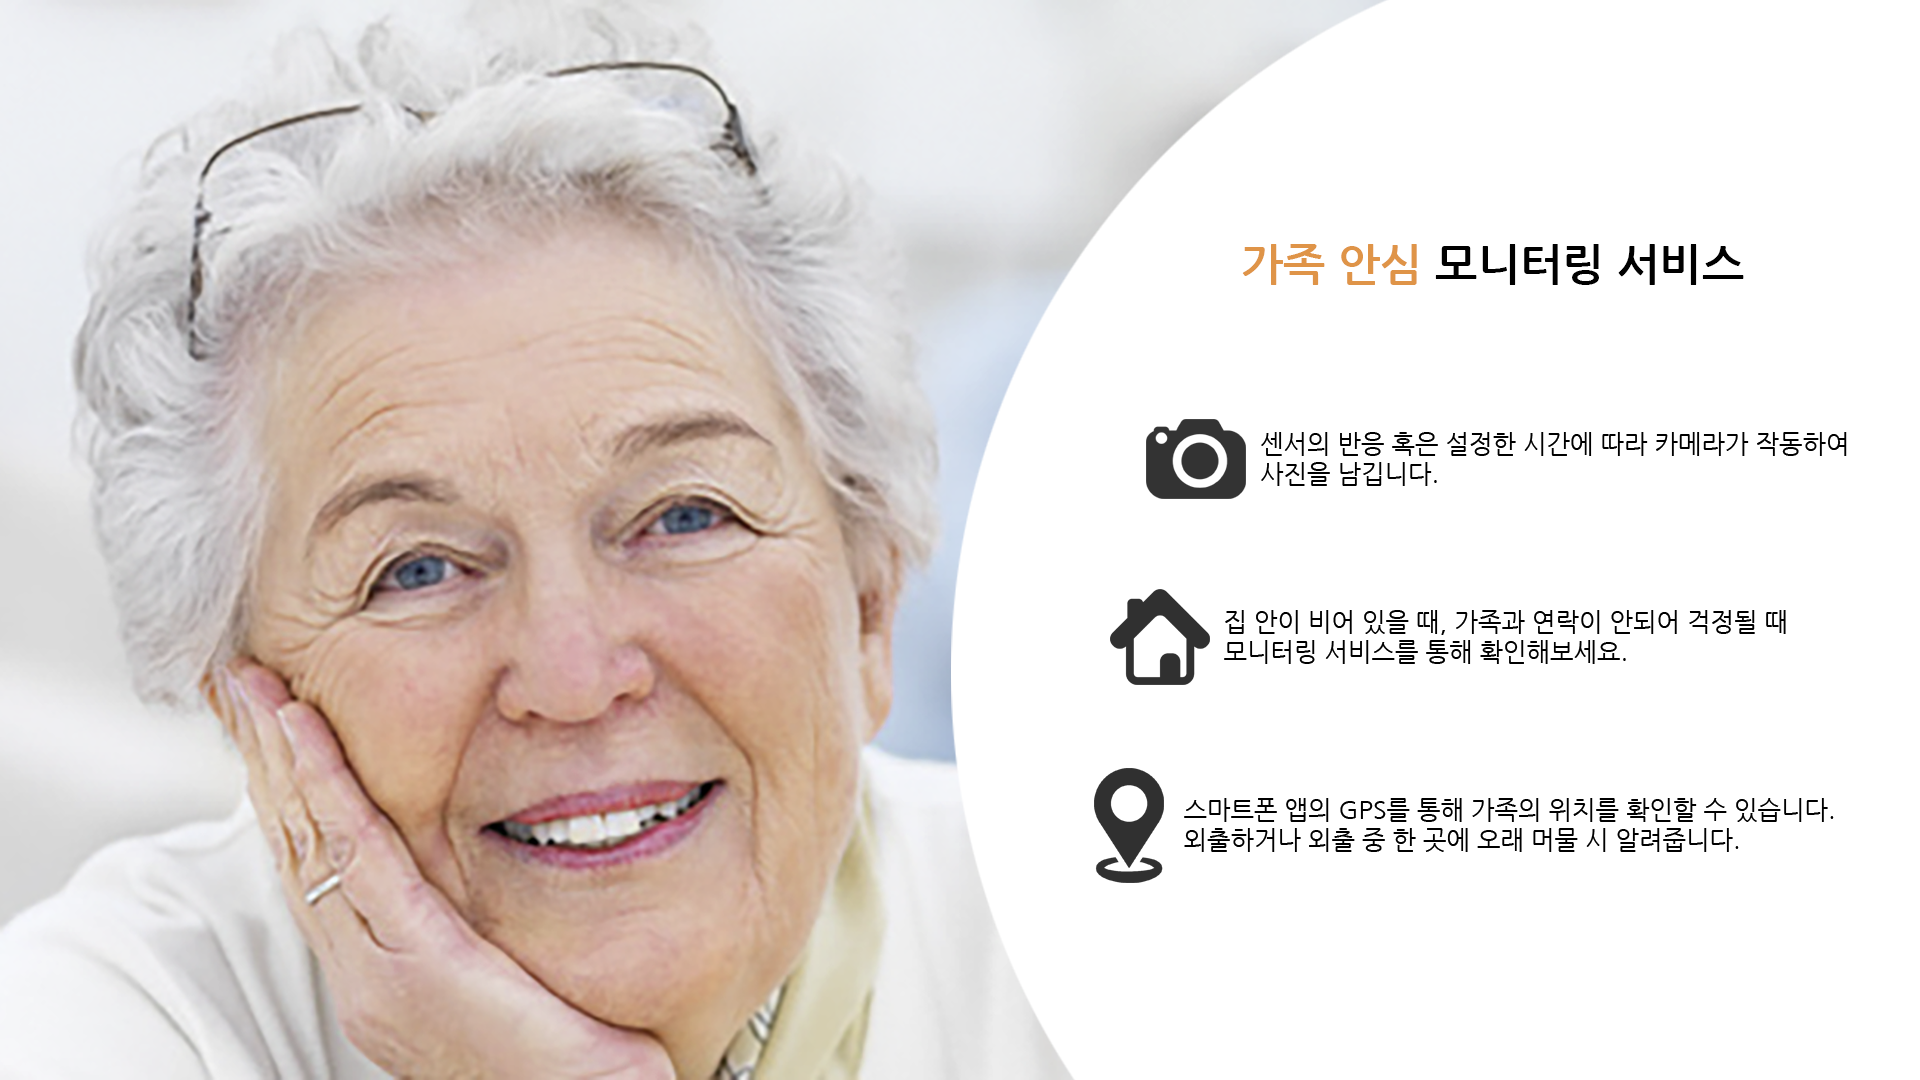 가족 안심 모니터링 서비스
센서의 반응 혹은 설정한 시간에 따라 카메라가 작동하여
사진을 남깁니다.
집 안이 비어 있을 때, 가족과 연락이 안되어 걱정될 때
모니터링 서비스를 통해 확인해보세요.
스마트폰 앱의 GPS를 통해 가족의 위치를 확인할 수 있습니다.
외출하거나 외출 중 한 곳에 오래 머물 시 알려줍니다.